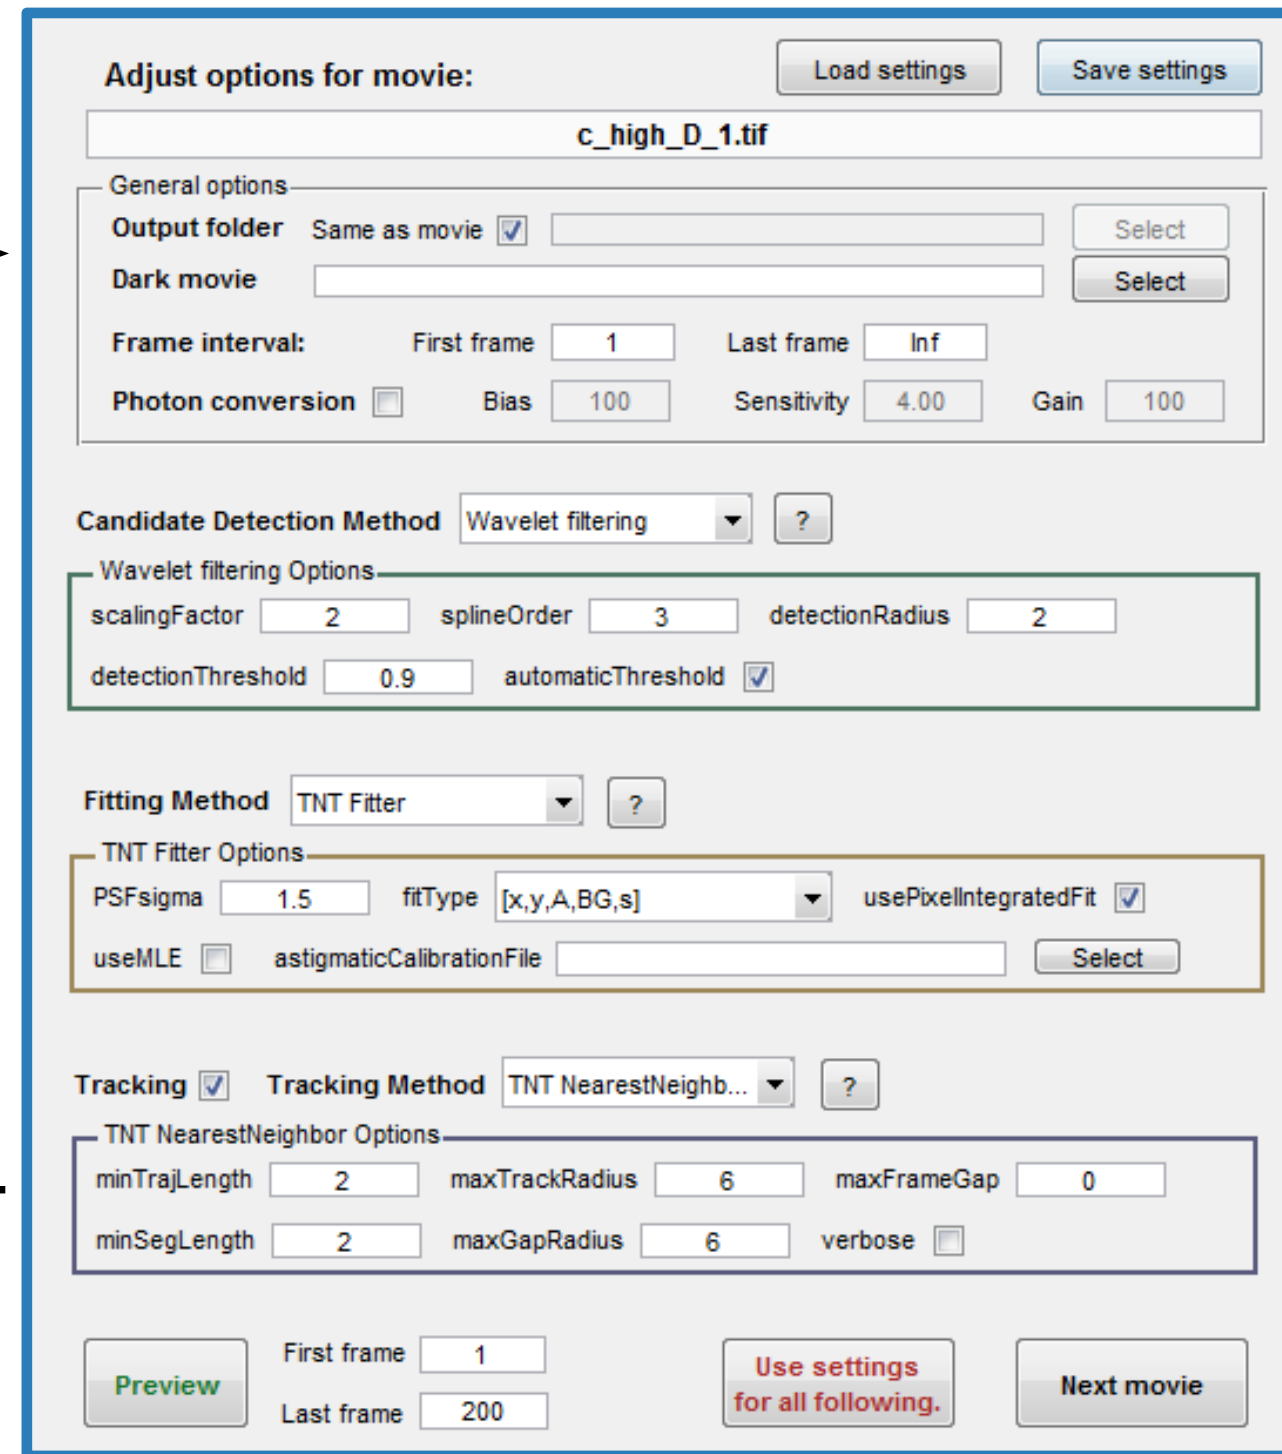 Adjust options for movie: Load settings Save settings
c_high_D_1.tif
General options
Output folder Same as movie Select
Dark movie Select
Frame interval: First frame 1 Last frame Inf
Photon conversion Bias 100 Sensitivity 4.00 Gain 100
Candidate Detection Method Wavelet filtering ?
Wavelet filtering Options
scalingFactor 2 splineOrder 3 detectionRadius 2
detectionThreshold 0.9 automaticThreshold
Fitting Method TNT Fitter ?
TNT Fitter Options
PSFsigma 1.5 fitType [x,y,A,BG,s] usePixelIntegratedFit
useMLE astigmaticCalibrationFile Select
Tracking Tracking Method TNT NearestNeighb... ?
TNT NearestNeighbor Options
minTrajLength 2 maxTrackRadius 6 maxFrameGap 0
minSegLength 2 maxGapRadius 6 verbose
Preview First frame 1
Last frame 200
Use settings
for all following.
Next movie